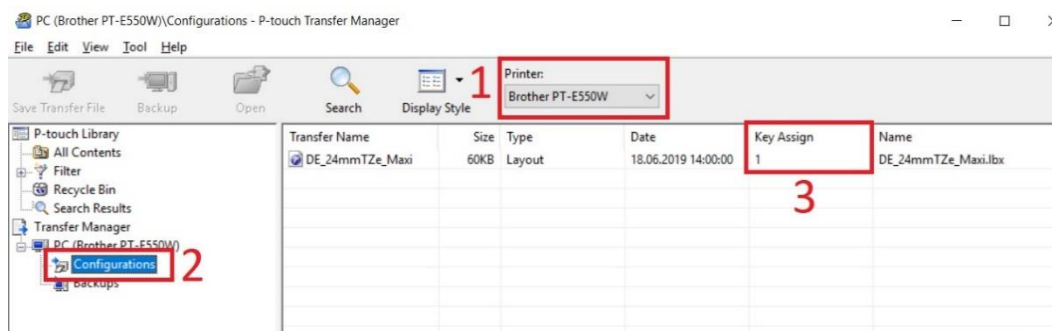 PC (Brother PT-E550W)\Configurations - P-touch Transfer Manager
File Edit View Tool Help
Save Transfer File Backup Open Search Display Style 1 Printer: Brother PT-E550W
P-touch Library
All Contents
Filter
Recycle Bin
Search Results
Transfer Manager
PC (Brother PT-E550W)
Configurations 2
Backups
Transfer Name Size Type Date Key Assign Name
DE_24mmTZe_Maxi 60KB Layout 18.06.2019 14:00:00 1 DE_24mmTZe_Maxi.lbx
3